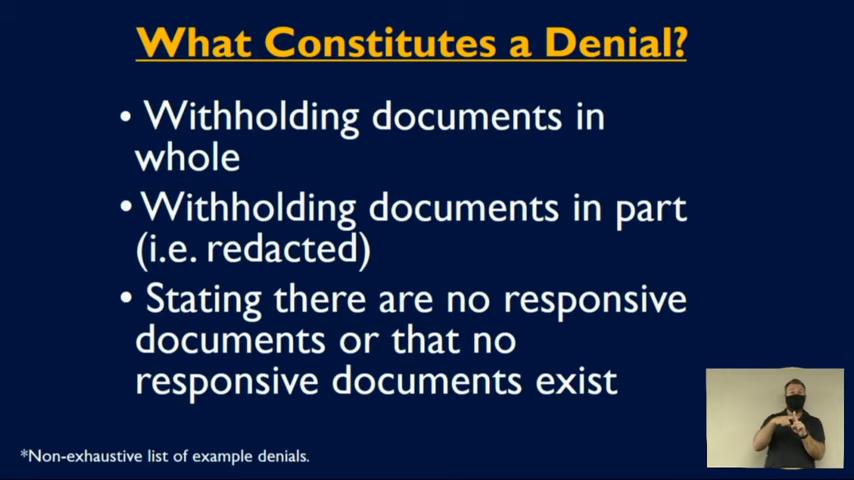 What Constitutes a Denial?
• Withholding documents in
whole
• Withholding documents in part
(i.e. redacted)
• Stating there are no responsive
documents or that no
responsive documents exist
*Non-exhaustive list of example denials.